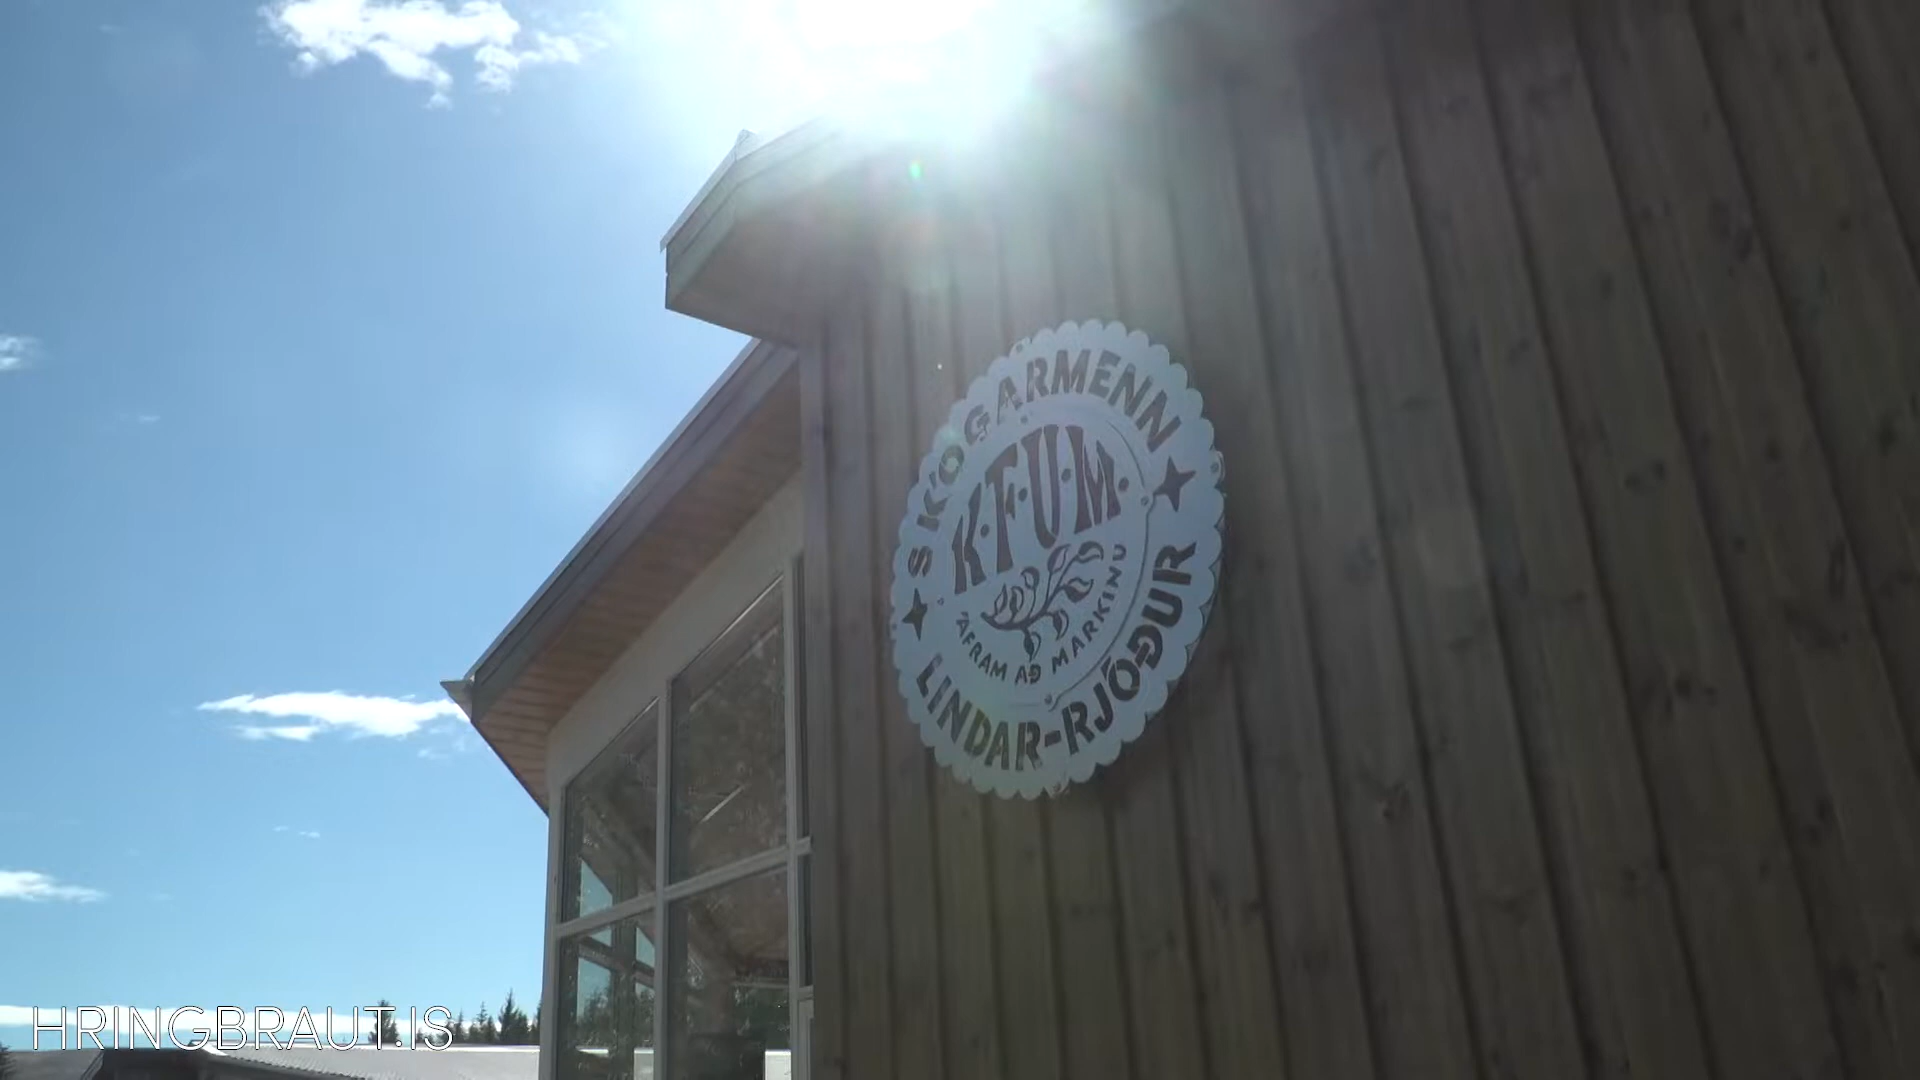 SKÓGARMENN
K·F·U·M·
ÁFRAM AÐ MARKINU
LINDAR-RJÓÐUR
HRINGBRAUT.IS